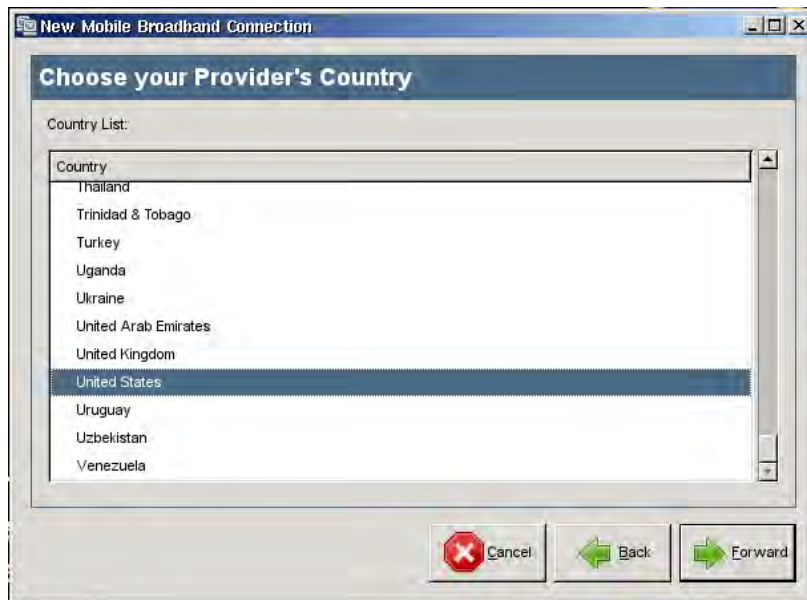 New Mobile Broadband Connection
Choose your Provider's Country
Country List:
Country
Thailand
Trinidad & Tobago
Turkey
Uganda
Ukraine
United Arab Emirates
United Kingdom
United States
Uruguay
Uzbekistan
Venezuela
Cancel Back Forward